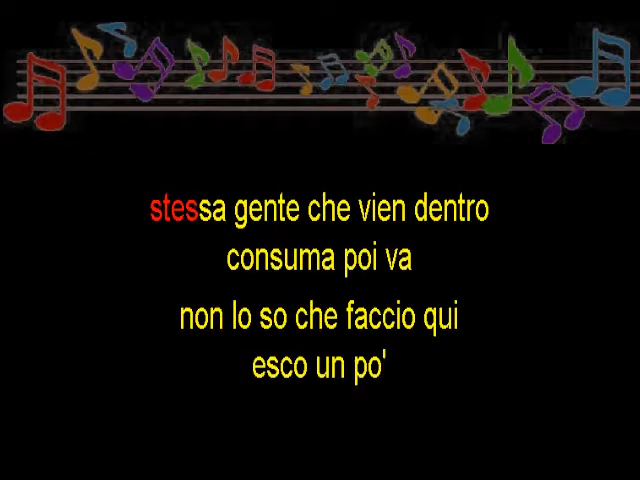 stessa gente che vien dentro
consuma poi va
non lo so che faccio qui
esco un po'